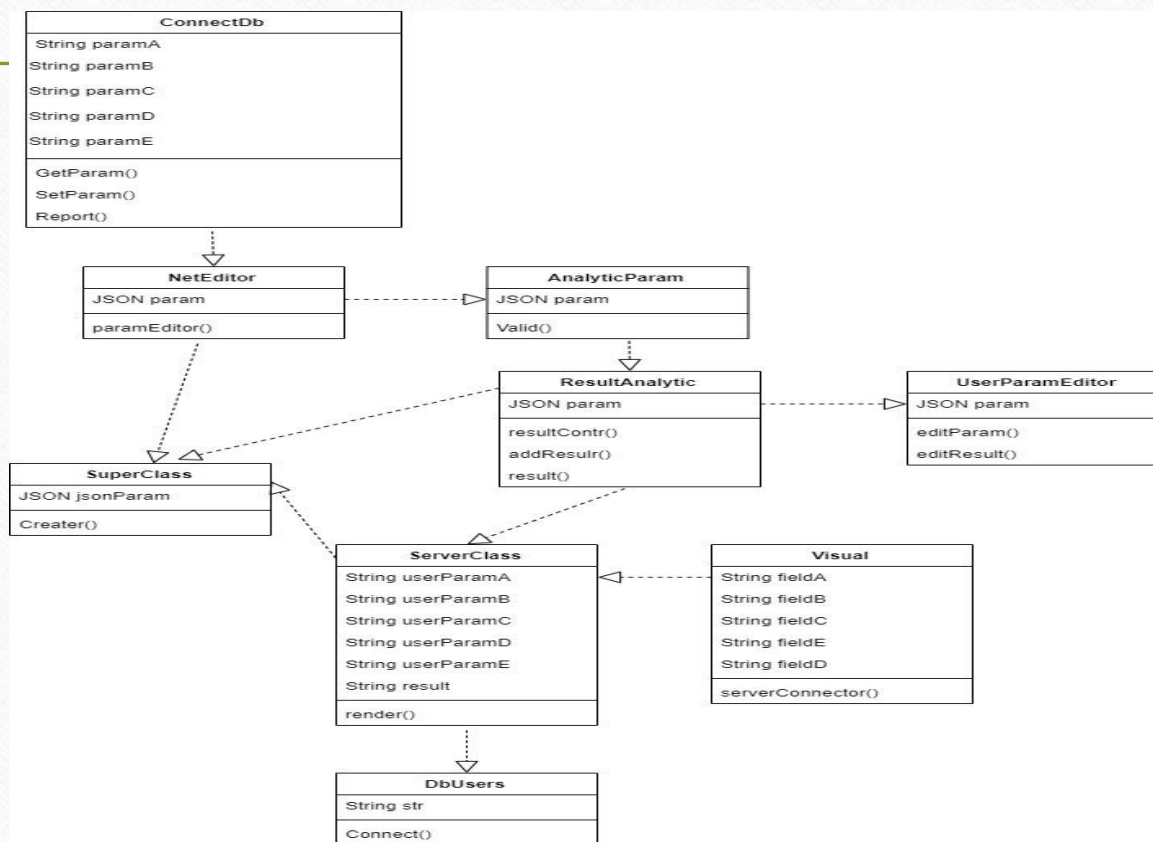 ConnectDb
String paramA
String paramB
String paramC
String paramD
String paramE
GetParam()
SetParam()
Report()
NetEditor
JSON param
paramEditor()
AnalyticParam
JSON param
Valid()
ResultAnalytic
JSON param
resultContr()
addResulr()
result()
UserParamEditor
JSON param
editParam()
editResult()
SuperClass
JSON jsonParam
Creater()
ServerClass
String userParamA
String userParamB
String userParamC
String userParamD
String userParamE
String result
render()
Visual
String fieldA
String fieldB
String fieldC
String fieldE
String fieldD
serverConnector()
DbUsers
String str
Connect()